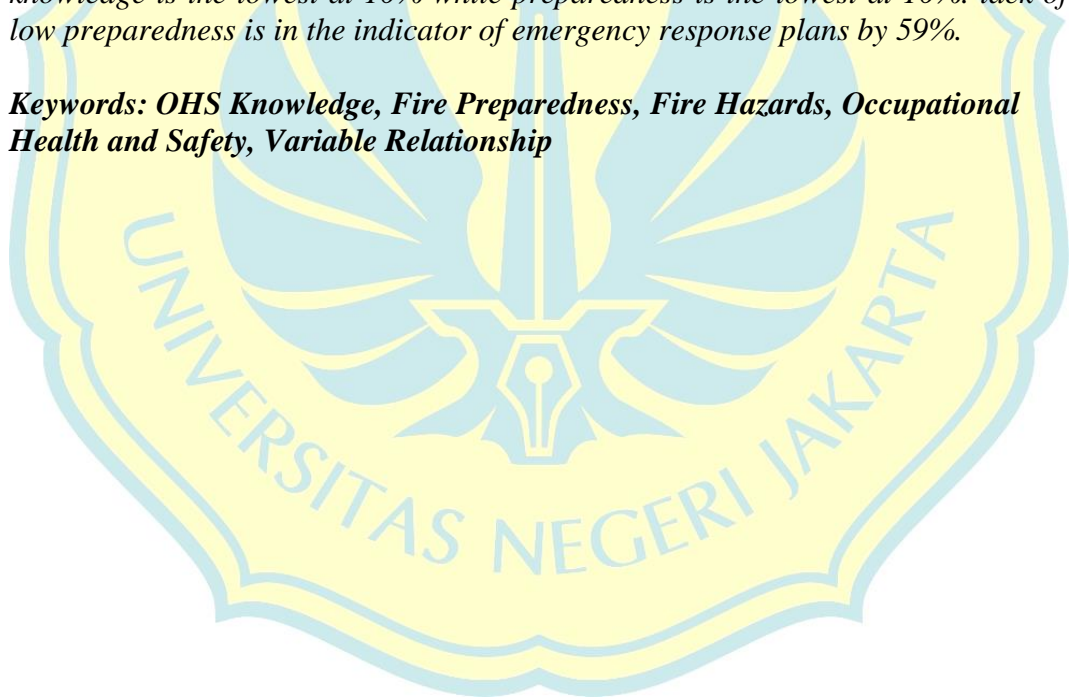 knowledge is the lowest at while preparedness is the lowest at lack of
low preparedness is in the indicator of emergency response plans by 59%.
Keywords: OHS Knowledge, Fire Preparedness, Fire Hazards, Occupational
Health and Safety, Variable Relationship
UNIVERSITAS NEGERI JAKARTA